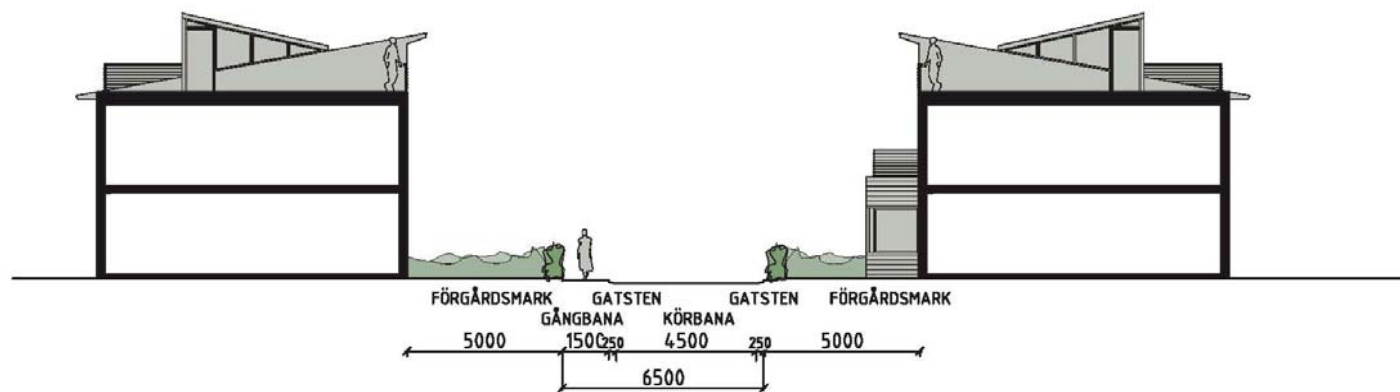 FÖRGÅRDSMARK GATSTEN GATSTEN FÖRGÅRDSMARK
GÅNGBANA KÖRBANA
5000 1500 250 4500 250 5000
6500